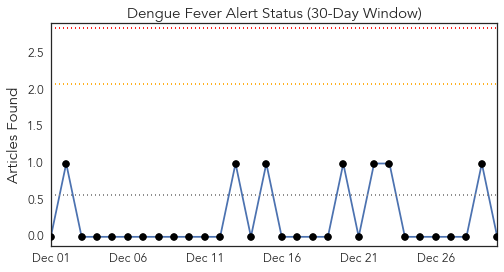 Dengue Fever Alert Status (30-Day Window)
Articles Found
2.5
2.0
1.5
1.0
0.5
0.0
Dec 01 Dec 06 Dec 11 Dec 16 Dec 21 Dec 26